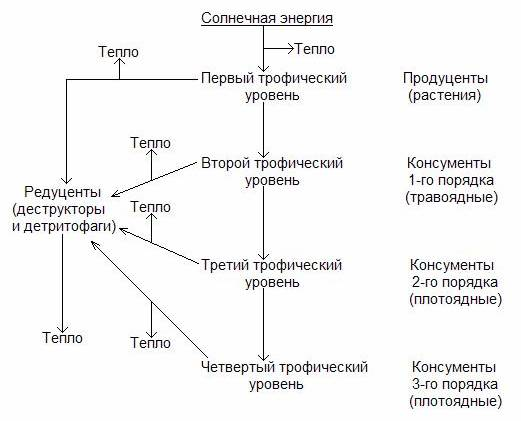 Солнечная энергия
Тепло
Тепло
Первый трофический
уровень
Продуценты
(растения)
Тепло
Второй трофический
уровень
Консументы
1-го порядка
(травоядные)
Редуценты
(деструкторы
и детритофаги)
Тепло
Третий трофический
уровень
Консументы
2-го порядка
(плотоядные)
Тепло
Тепло
Четвертый трофический
уровень
Консументы
3-го порядка
(плотоядные)